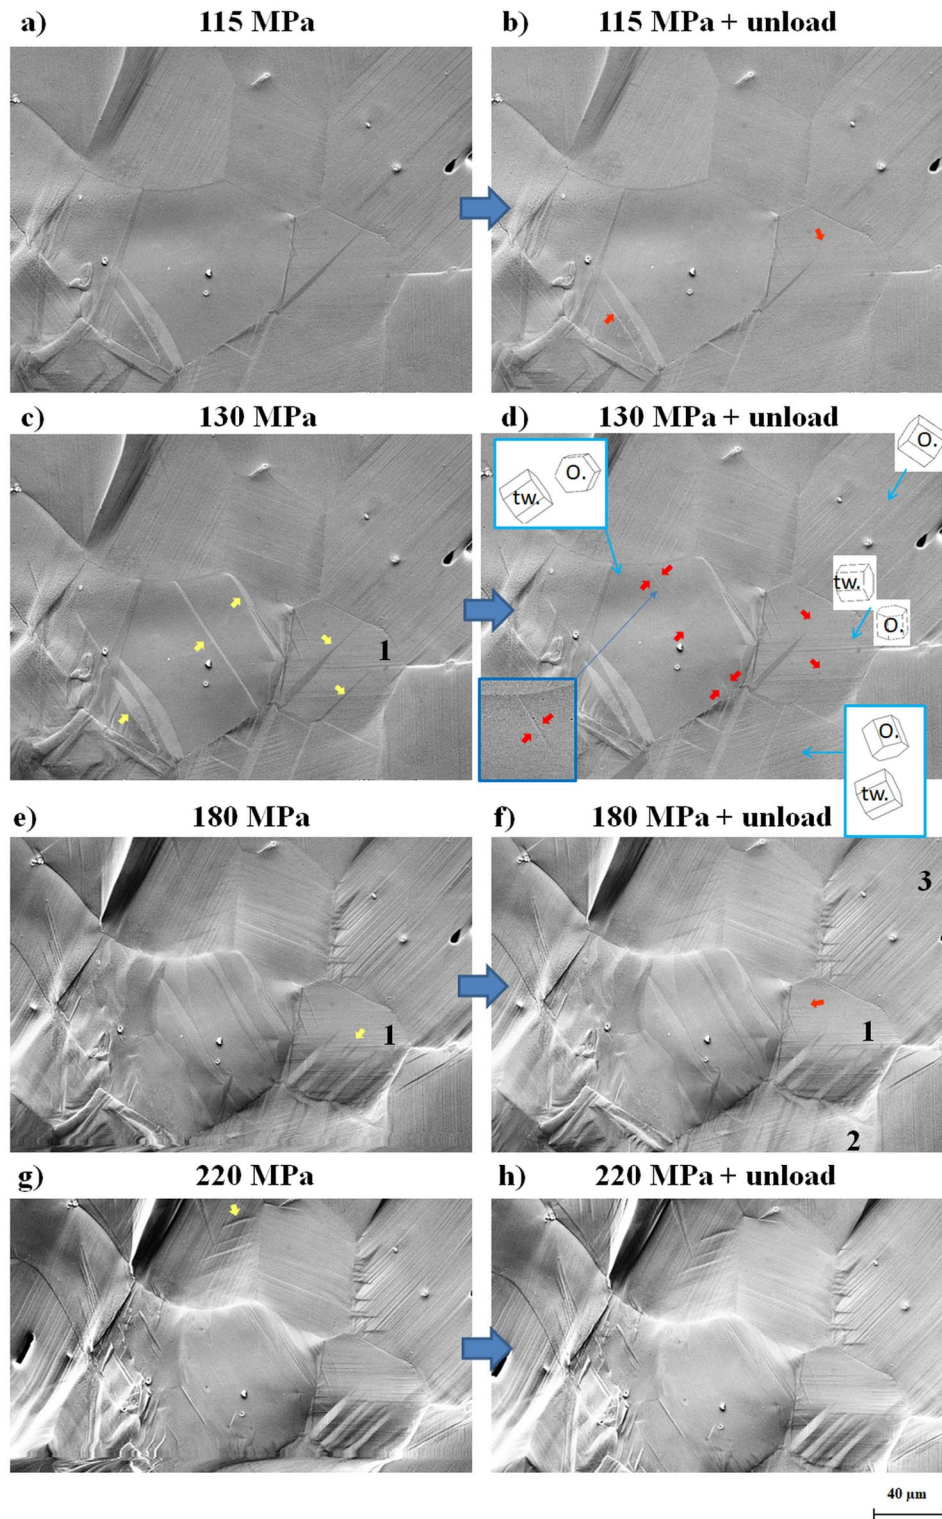 a) 115 MPa
b) 115 MPa + unload
c) 130 MPa
d) 130 MPa + unload
O.
tw.
O.
tw.
O.
1
O.
tw.
e) 180 MPa
f) 180 MPa + unload
3
1
1
2
g) 220 MPa
h) 220 MPa + unload
40 µm